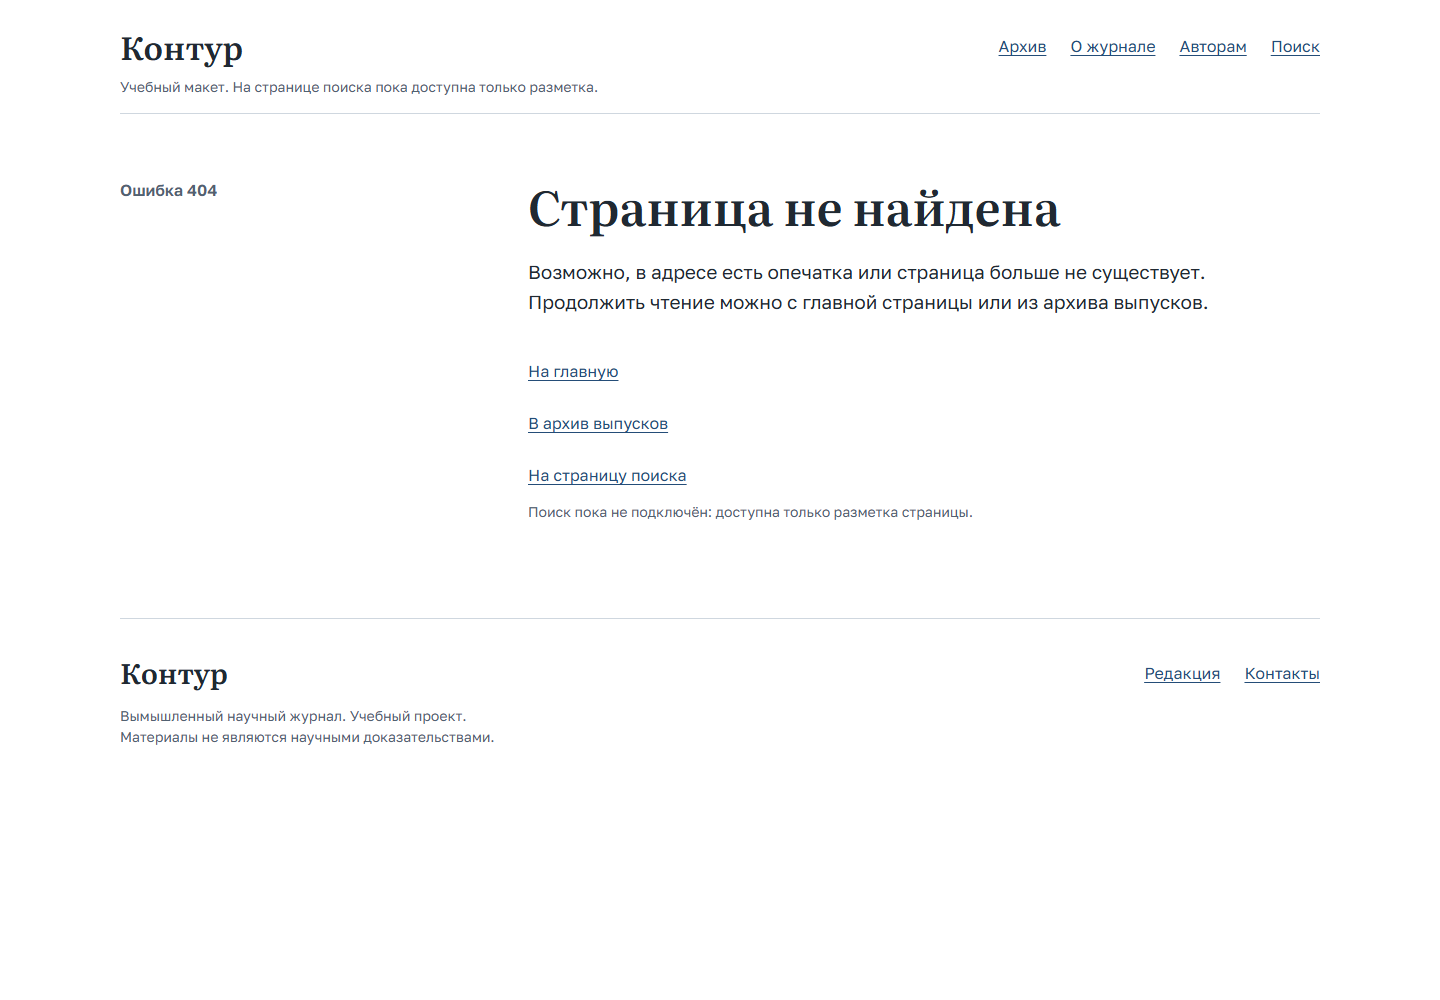 Контур
Архив О журнале Авторам Поиск
Учебный макет. На странице поиска пока доступна только разметка.
Ошибка 404
Страница не найдена
Возможно, в адресе есть опечатка или страница больше не существует.
Продолжить чтение можно с главной страницы или из архива выпусков.
На главную
В архив выпусков
На страницу поиска
Поиск пока не подключён: доступна только разметка страницы.
Контур
Редакция Контакты
Вымышленный научный журнал. Учебный проект.
Материалы не являются научными доказательствами.